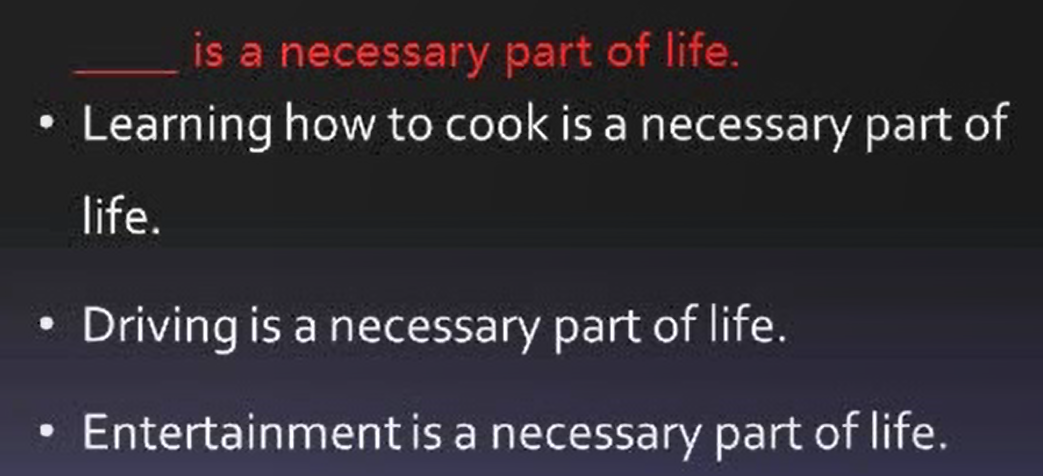 _____ is a necessary part of life.
• Learning how to cook is a necessary part of
life.
• Driving is a necessary part of life.
• Entertainment is a necessary part of life.